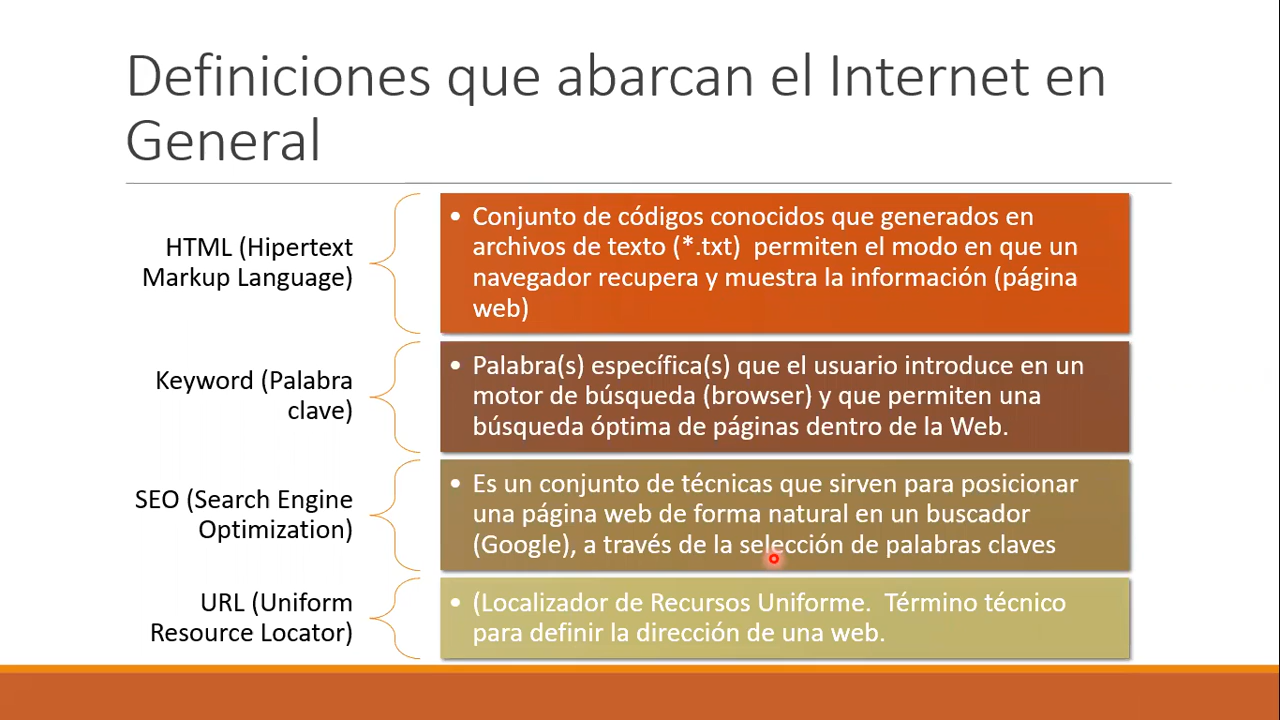 Definiciones que abarcan el Internet en
General
HTML (Hipertext
Markup Language)
• Conjunto de códigos conocidos que generados en
archivos de texto (*.txt)  permiten el modo en que un
navegador recupera y muestra la información (página
web)
Keyword (Palabra
clave)
• Palabra(s) específica(s) que el usuario introduce en un
motor de búsqueda (browser) y que permiten una
búsqueda óptima de páginas dentro de la Web.
SEO (Search Engine
Optimization)
• Es un conjunto de técnicas que sirven para posicionar
una página web de forma natural en un buscador
(Google), a través de la selección de palabras claves
URL (Uniform
Resource Locator)
• (Localizador de Recursos Uniforme.  Término técnico
para definir la dirección de una web.